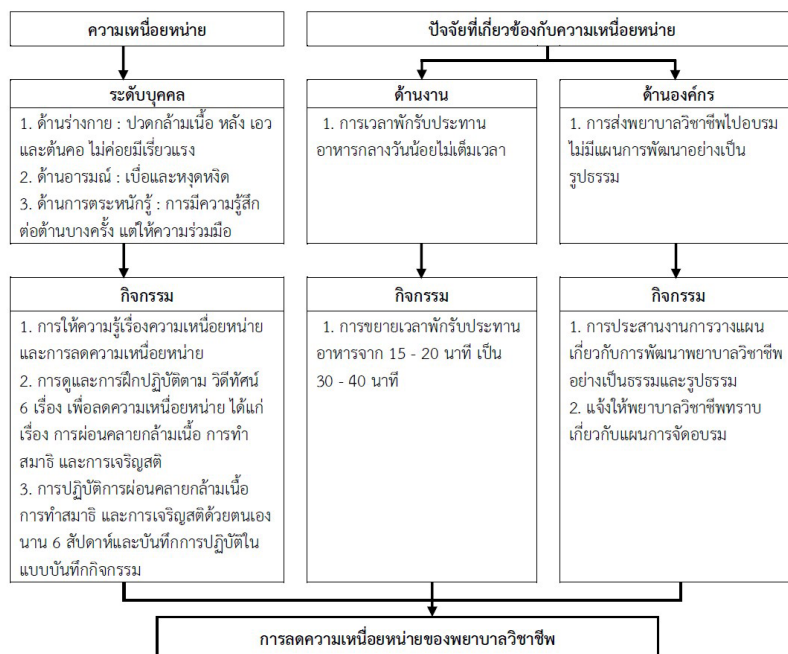 ความเหนื่อยหน่าย
ปัจจัยที่เกี่ยวข้องกับความเหนื่อยหน่าย
ระดับบุคคล
1. ด้านร่างกาย : ปวดกล้ามเนื้อ หลัง เอว
และต้นคอ ไม่ค่อยมีเรี่ยวแรง
2. ด้านอารมณ์ : เบื่อและหงุดหงิด
3. ด้านการตระหนักรู้ : การมีความรู้สึก
ต่อต้านบางครั้ง แต่ให้ความร่วมมือ
ด้านงาน
1. การเวลาพักรับประทาน
อาหารกลางวันน้อยไม่เต็มเวลา
ด้านองค์กร
1. การส่งพยาบาลวิชาชีพไปอบรม
ไม่มีแผนการพัฒนาอย่างเป็น
รูปธรรม
กิจกรรม
1. การให้ความรู้เรื่องความเหนื่อยหน่าย
และการลดความเหนื่อยหน่าย
2. การดูและการฝึกปฏิบัติตาม วิดีทัศน์
6 เรื่อง เพื่อลดความเหนื่อยหน่าย ได้แก่
เรื่อง การผ่อนคลายกล้ามเนื้อ การทำ
สมาธิ และการเจริญสติ
3. การปฏิบัติการผ่อนคลายกล้ามเนื้อ
การทำสมาธิ และการเจริญสติด้วยตนเอง
นาน 6 สัปดาห์และบันทึกการปฏิบัติใน
แบบบันทึกกิจกรรม
กิจกรรม
1. การขยายเวลาพักรับประทาน
อาหารจาก 15 - 20 นาที เป็น
30 - 40 นาที
กิจกรรม
1. การประสานงานการวางแผน
เกี่ยวกับการพัฒนาพยาบาลวิชาชีพ
อย่างเป็นธรรมและรูปธรรม
2. แจ้งให้พยาบาลวิชาชีพทราบ
เกี่ยวกับแผนการจัดอบรม
การลดความเหนื่อยหน่ายของพยาบาลวิชาชีพ